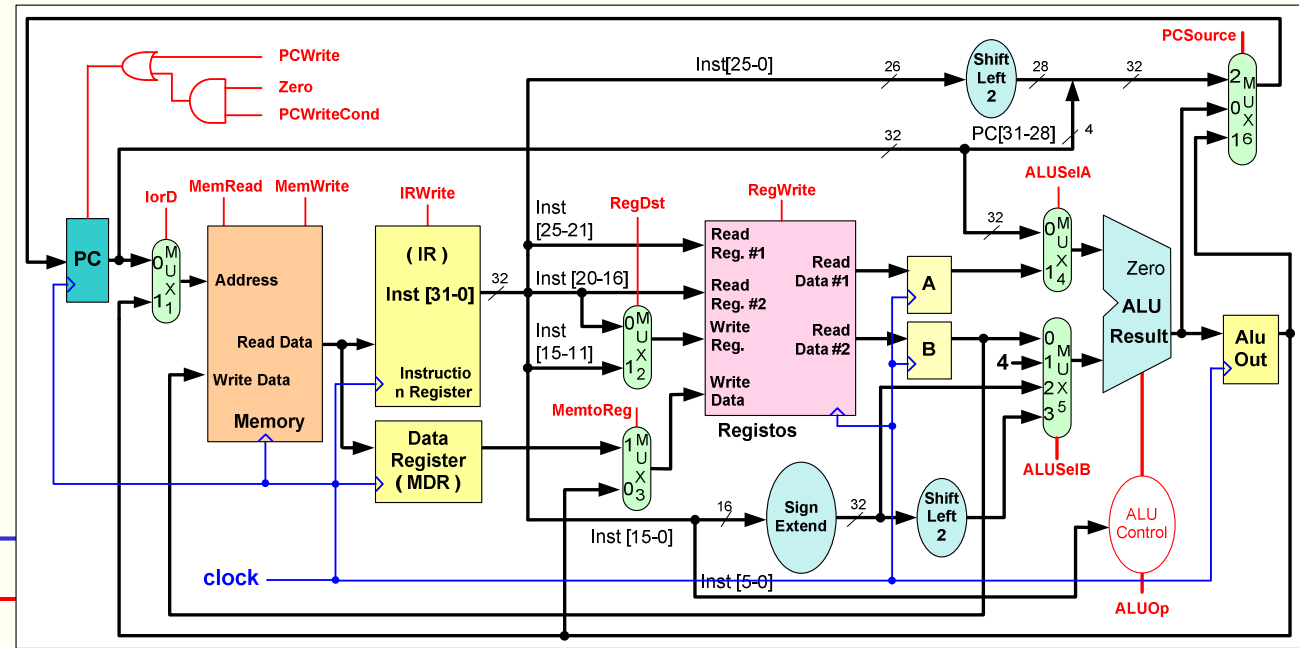 PCSource
PCWrite
Zero
PCWriteCond
Inst[25-0]
26
Shift
Left
2
28
32
2
0
1
M
U
X
6
32
PC[31-28]
4
IorD
MemRead
MemWrite
IRWrite
RegDst
RegWrite
ALUSelA
PC
0
1
M
U
X
1
Address
Read Data
Write Data
Memory
( IR )
Inst [31-0]
Instructio
n Register
32
Data
Register
( MDR )
Inst
[25-21]
Inst [20-16]
Inst
[15-11]
0
1
M
U
X
2
MemtoReg
1
0
M
U
X
3
Read
Reg. #1
Read
Reg. #2
Write
Reg.
Write
Data
Read
Data #1
Read
Data #2
Registos
A
B
32
0
1
M
U
X
4
4
0
1
2
3
M
U
X
5
ALUSelB
Zero
ALU
Result
Alu
Out
16
Inst [15-0]
Sign
Extend
32
Shift
Left
2
ALU
Control
ALUOp
clock
Inst [5-0]